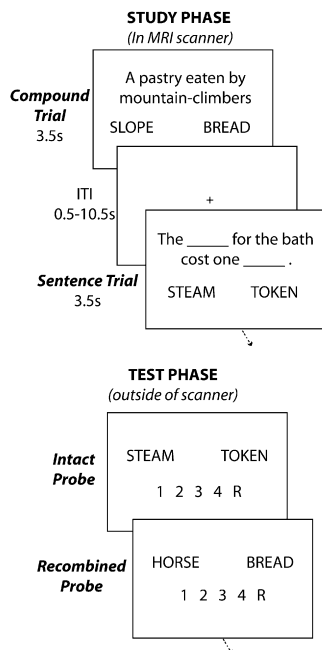 STUDY PHASE
(In MRI scanner)
Compound
Trial
3.5s
A pastry eaten by
mountain-climbers
SLOPE BREAD
ITI
0.5-10.5s
+
Sentence Trial
3.5s
The _____ for the bath
cost one _____ .
STEAM TOKEN
TEST PHASE
(outside of scanner)
Intact
Probe
STEAM TOKEN
1 2 3 4 R
Recombined
Probe
HORSE BREAD
1 2 3 4 R